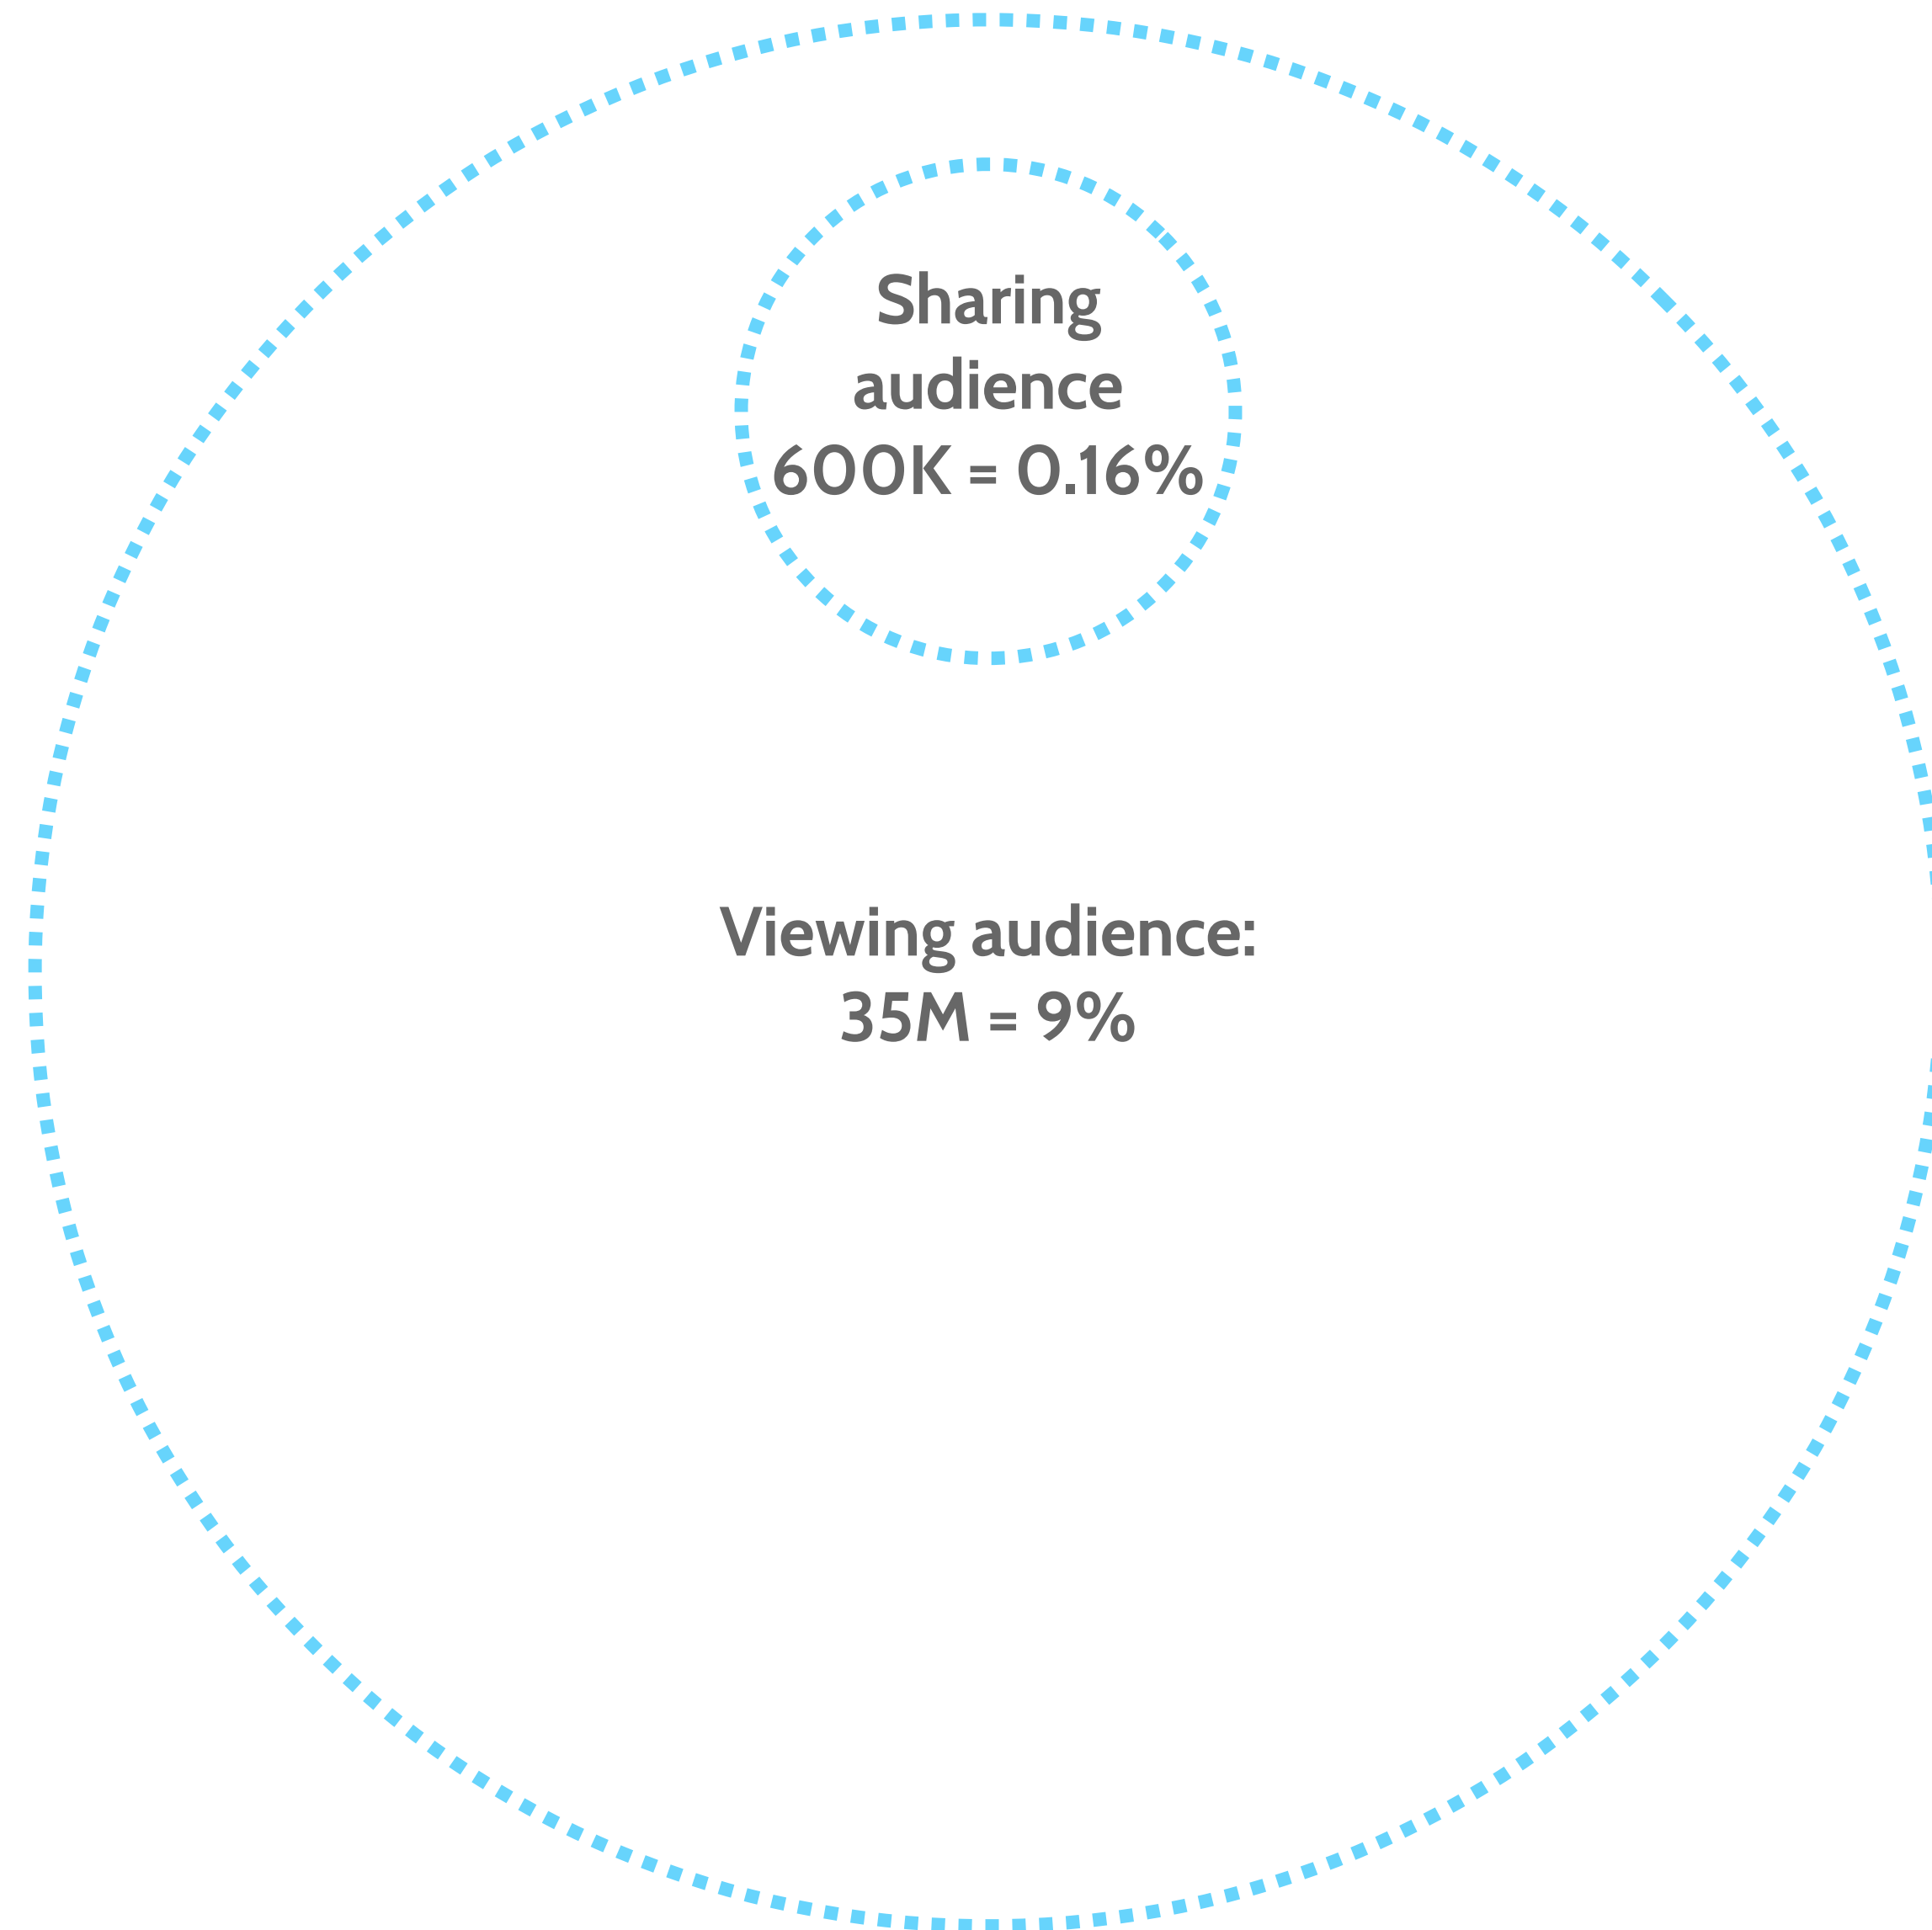 Sharing
audience
600K = 0.16%
Viewing audience:
35M = 9%